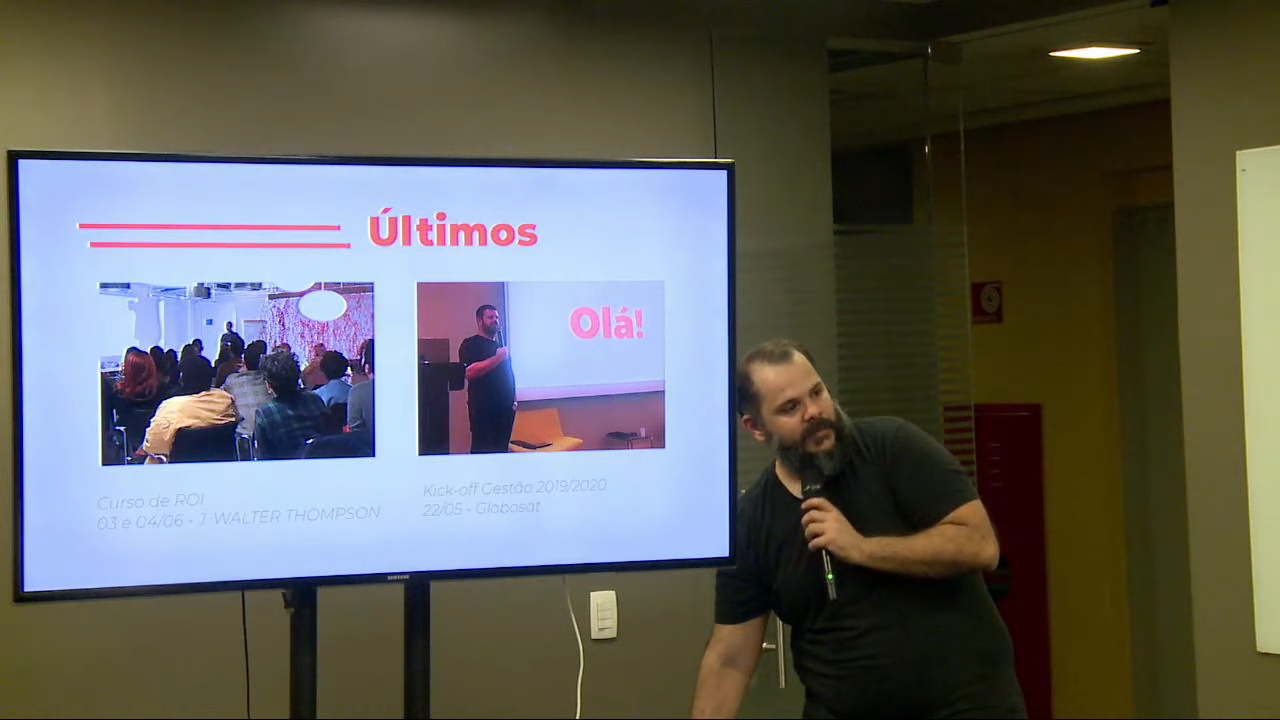 Últimos
Olá!
Curso de ROI
03 e 04/06 - J. WALTER THOMPSON
Kick-off Gestão 2019/2020
22/05 - Globosat
SAMSUNG